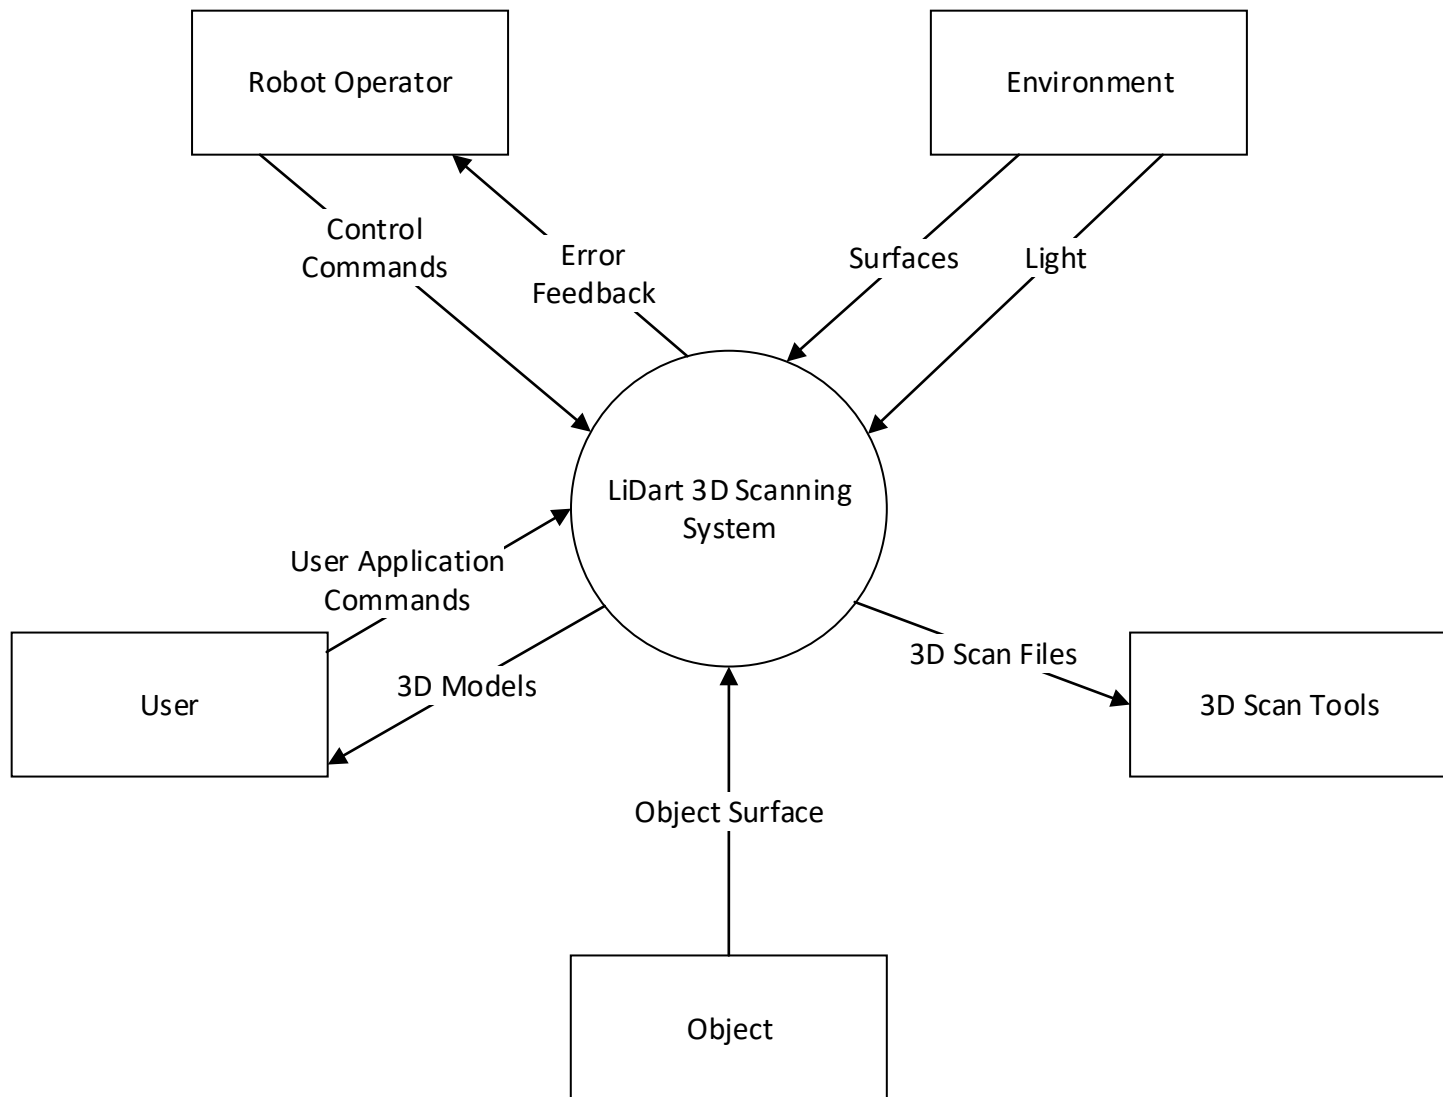 Robot Operator
Environment
Control
Commands
Error
Feedback
Surfaces
Light
LiDart 3D Scanning
System
User Application
Commands
3D Scan Files
3D Models
User
3D Scan Tools
Object Surface
Object